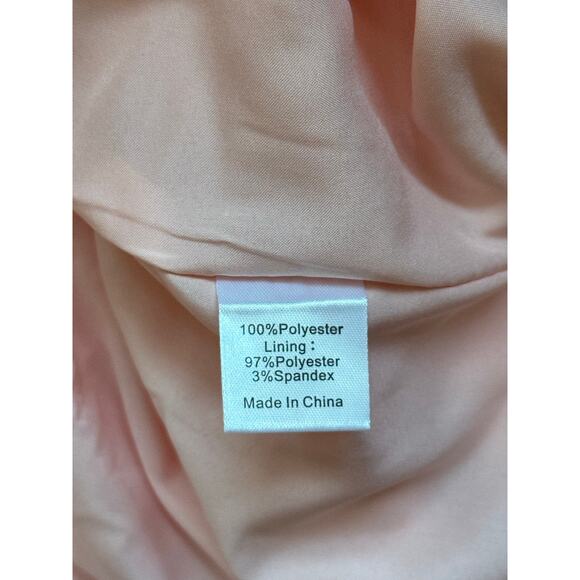 100%Polyester
Lining：
97%Polyester
3%Spandex
Made In China